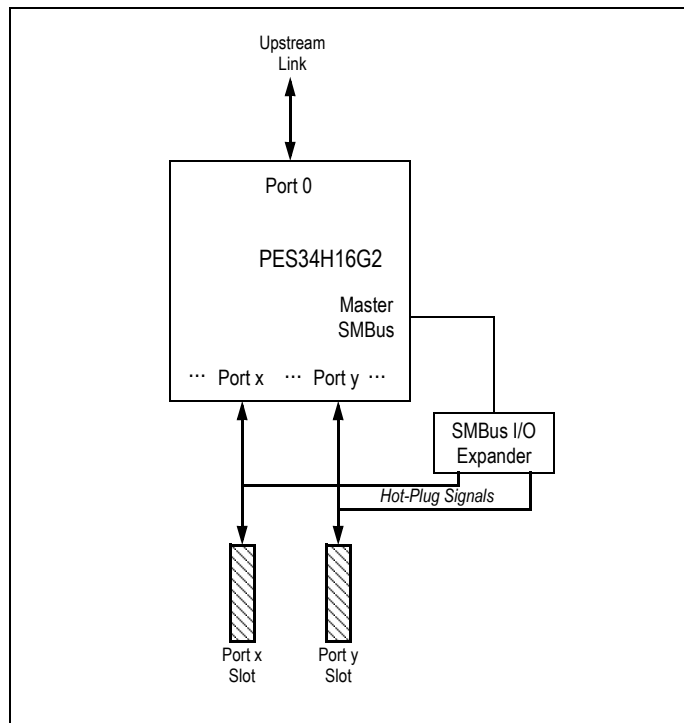 Upstream
Link
Port 0
PES34H16G2
Master
SMBus
··· Port x ··· Port y ···
SMBus I/O
Expander
Hot-Plug Signals
Port x
Slot
Port y
Slot